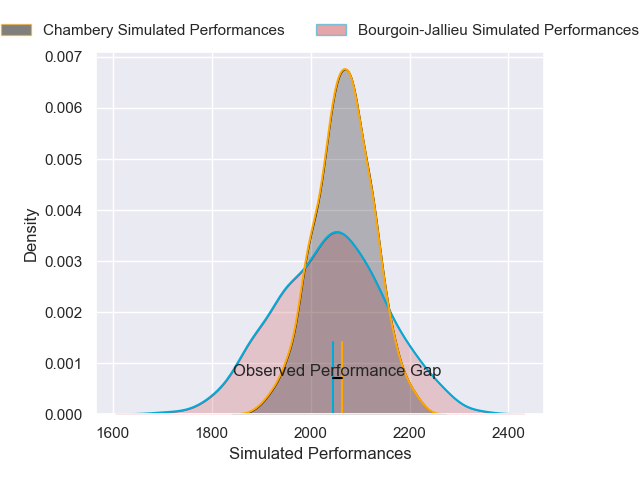 Chambery Simulated Performances
Bourgoin-Jallieu Simulated Performances
0.007
0.006
0.005
0.004
0.003
0.002
0.001
0.000
Density
Observed Performance Gap
1600 1800 2000 2200 2400
Simulated Performances